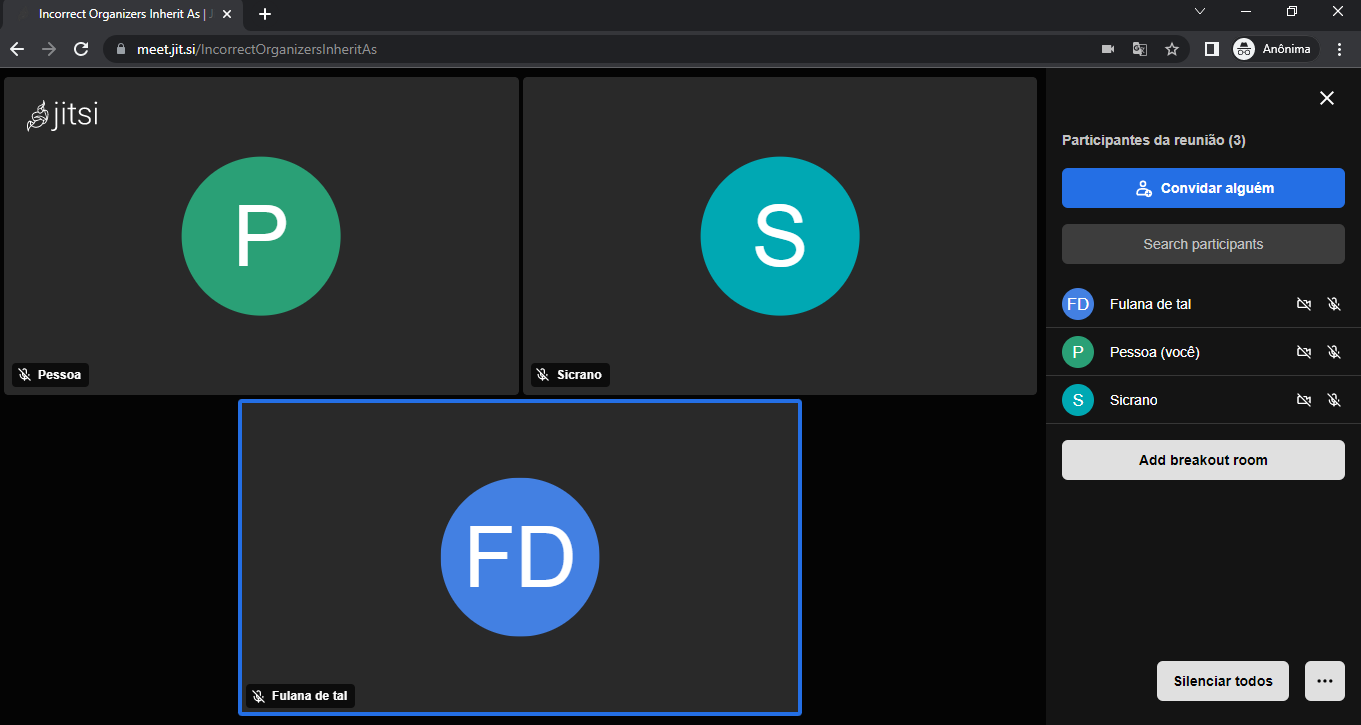 Incorrect Organizers Inherit As | J
meet.jit.si/IncorrectOrganizersInheritAs
Anônima
jitsi
P
Pessoa
S
Sicrano
FD
Fulana de tal
Participantes da reunião (3)
Convidar alguém
Search participants
FD Fulana de tal
P Pessoa (você)
S Sicrano
Add breakout room
Silenciar todos